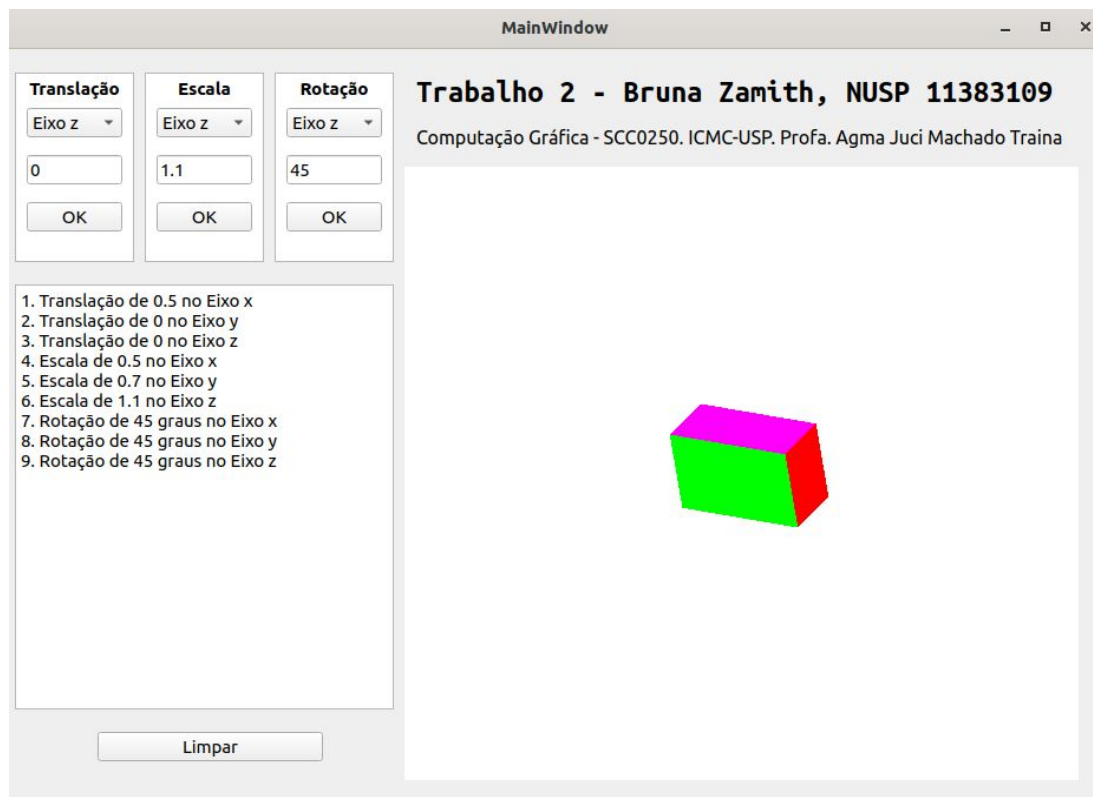 MainWindow
Translação
Eixo z
0
OK
Escala
Eixo z
1.1
OK
Rotação
Eixo z
45
OK
Trabalho 2 - Bruna Zamith, NUSP 11383109
Computação Gráfica - SCC0250. ICMC-USP. Profa. Agma Juci Machado Traina
1. Translação de 0.5 no Eixo x
2. Translação de 0 no Eixo y
3. Translação de 0 no Eixo z
4. Escala de 0.5 no Eixo x
5. Escala de 0.7 no Eixo y
6. Escala de 1.1 no Eixo z
7. Rotação de 45 graus no Eixo x
8. Rotação de 45 graus no Eixo y
9. Rotação de 45 graus no Eixo z
Limpar